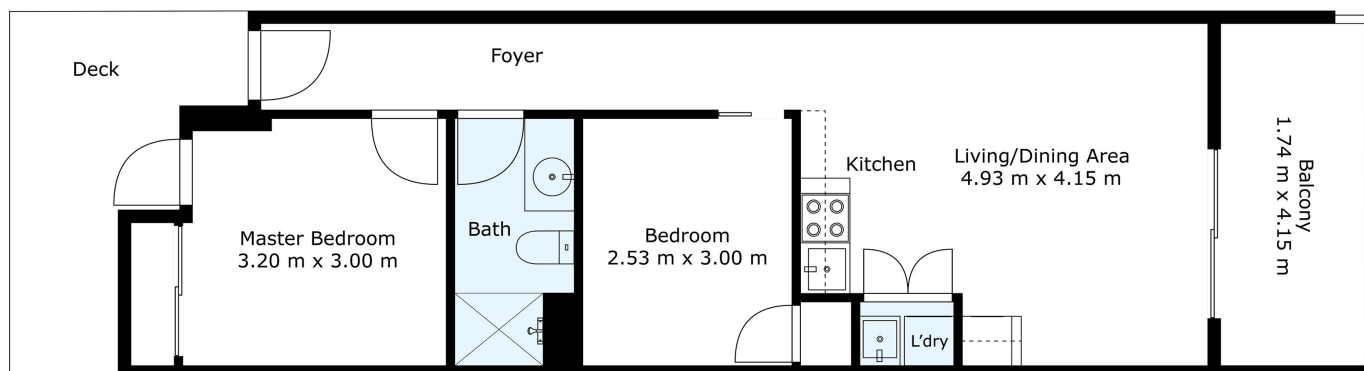 Deck
Foyer
Master Bedroom
3.20 m x 3.00 m
Bath
Bedroom
2.53 m x 3.00 m
Kitchen
Living/Dining Area
4.93 m x 4.15 m
L'dry
Balcony
1.74 m x 4.15 m